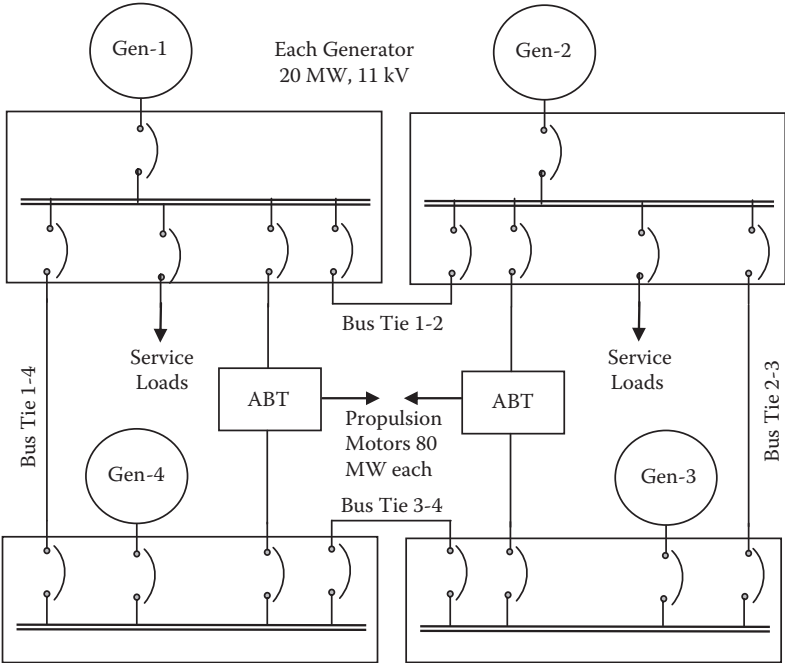 Gen-1
Each Generator
20 MW, 11 kV
Gen-2
Bus Tie 1-2
Service
Loads
Service
Loads
Bus Tie 1-4
ABT
ABT
Bus Tie 2-3
Propulsion
Motors 80
MW each
Gen-4
Gen-3
Bus Tie 3-4